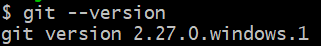 $ git --version
git version 2.27.0.windows.1